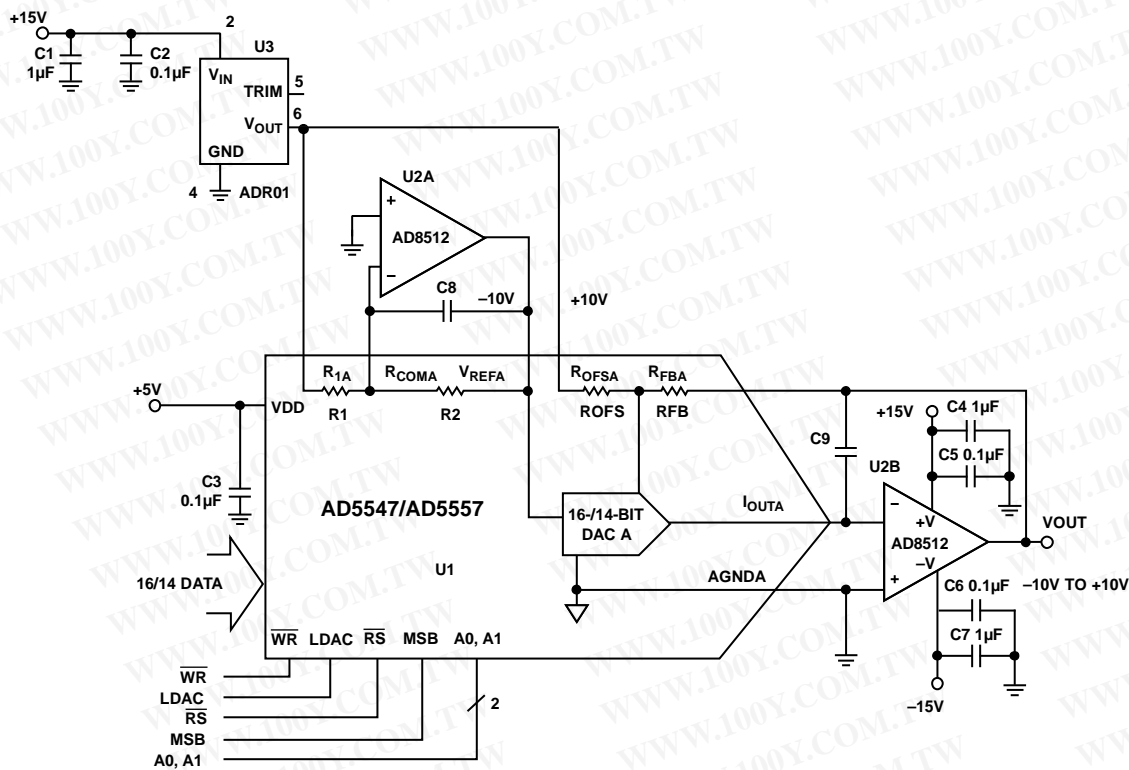 +15V
2
U3
C1
1µF
C2
0.1µF
VIN
TRIM
5
VOUT
6
GND
4
ADR01
U2A
+
AD8512
−
C8
–10V
+10V
R1A
RCOMA
VREFA
ROFSA
RFBA
R1
R2
ROFS
RFB
+5V
VDD
C3
0.1µF
+15V
C4 1µF
C5 0.1µF
C9
U2B
AD5547/AD5557
16-/14-BIT
DAC A
IOUTA
−
+V
AD8512
−V
+
VOUT
–10V TO +10V
U1
AGNDA
C6 0.1µF
C7 1µF
–15V
16/14 DATA
WR LDAC RS MSB A0, A1
WR
LDAC
RS
MSB
A0, A1
2
WWW.100Y.COM.TW